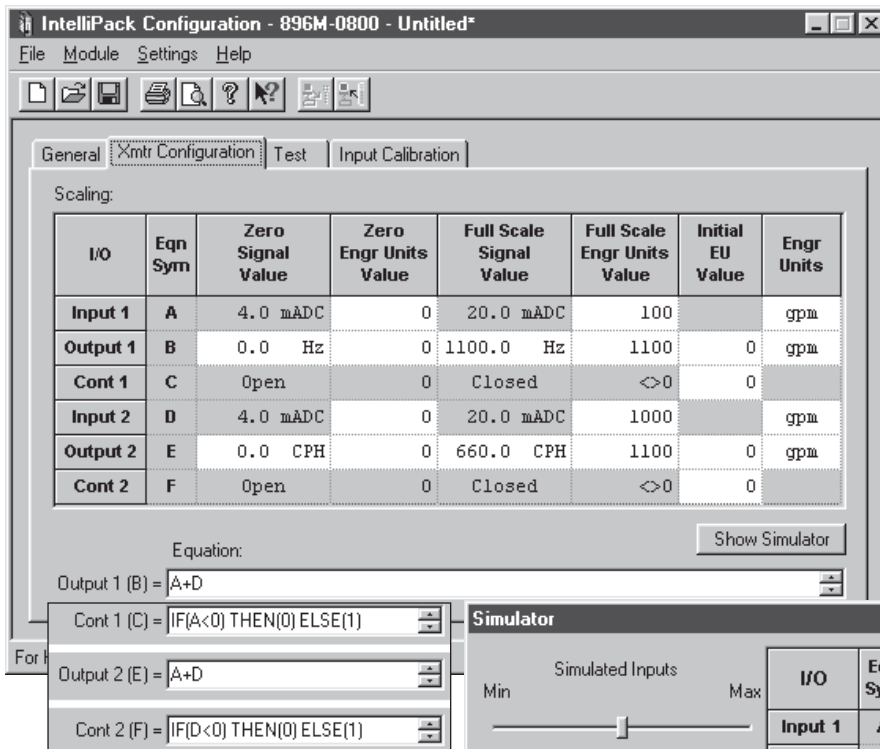 IntelliPack Configuration - 896M-0800 - Untitled*
File Module Settings Help
General Xmtr Configuration Test Input Calibration
Scaling:
I/O Eqn Sym Zero Signal Value Zero Engr Units Value Full Scale Signal Value Full Scale Engr Units Value Initial EU Value Engr Units
Input 1 A 4.0 mADC 0 20.0 mADC 100 gpm
Output 1 B 0.0 Hz 0 1100.0 Hz 1100 0 gpm
Cont 1 C Open 0 Closed <>0 0
Input 2 D 4.0 mADC 0 20.0 mADC 1000 gpm
Output 2 E 0.0 CPH 0 660.0 CPH 1100 0 gpm
Cont 2 F Open 0 Closed <>0 0
Show Simulator
Equation:
Output 1 (B) = A+D
Cont 1 (C) = IF(A<0) THEN(0) ELSE(1)
For
Output 2 (E) = A+D
Cont 2 (F) = IF(D<0) THEN(0) ELSE(1)
Simulator
Simulated Inputs
Min Max
I/O
Input 1